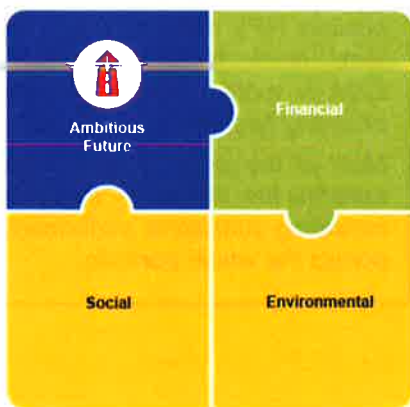 Ambitious
Future
Financial
Social
Environmental